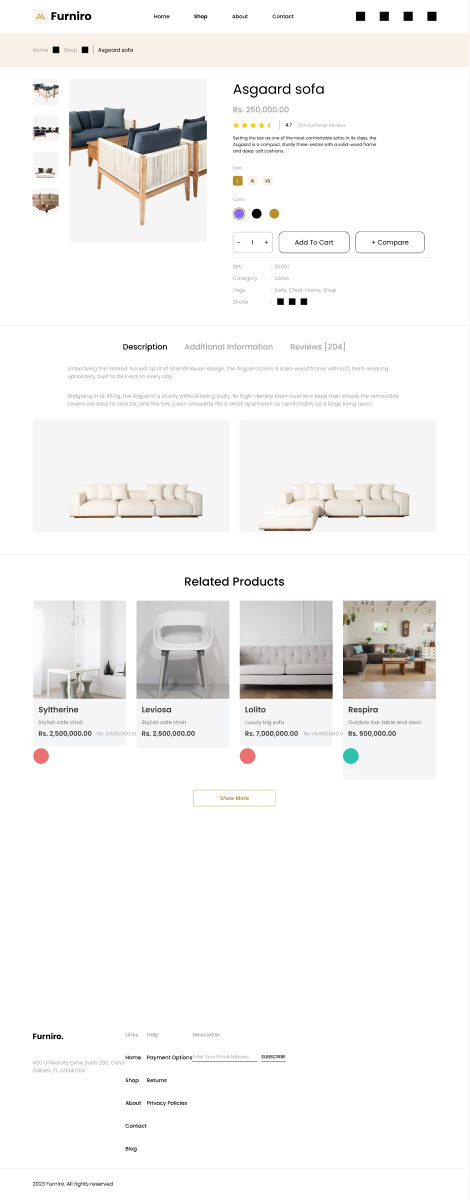 Furniro
Home Shop About Contact
Home Shop Asgaard sofa
Asgaard sofa
Rs. 250,000.00
4.7 204 Customer Reviews
Setting the bar as one of the most comfortable sofas in its class, the
Asgaard is a compact, sturdy three-seater with a solid-wood frame
and deep, soft cushions.
Size
L XL XS
Color
- 1 +
Add To Cart
+ Compare
SKU : SS001
Category : Sofas
Tags : Sofa, Chair, Home, Shop
Share :
Description Additional Information Reviews [204]
Embodying the relaxed, honest spirit of Scandinavian design, the Asgaard pairs a solid-wood frame with soft, hard-wearing
upholstery, built to be lived on every day.
Weighing in at 45 kg, the Asgaard is sturdy without being bulky. Its high-density foam cushions keep their shape, the removable
covers are easy to care for, and the low, clean silhouette fits a small apartment as comfortably as a large living room.
Related Products
Syltherine
Stylish cafe chair
Rs. 2,500,000.00 Rs. 3,500,000.0
Leviosa
Stylish cafe chair
Rs. 2,500,000.00
Lolito
Luxury big sofa
Rs. 7,000,000.00 Rs. 14,000,000.0
Respira
Outdoor bar table and stool
Rs. 500,000.00
Show More
Furniro.
400 University Drive Suite 200, Coral
Gables, FL 33134 USA
Links
Home
Shop
About
Contact
Blog
Help
Payment Options
Returns
Privacy Policies
Newsletter
Enter Your Email Address SUBSCRIBE
2023 Furniro. All rights reserved